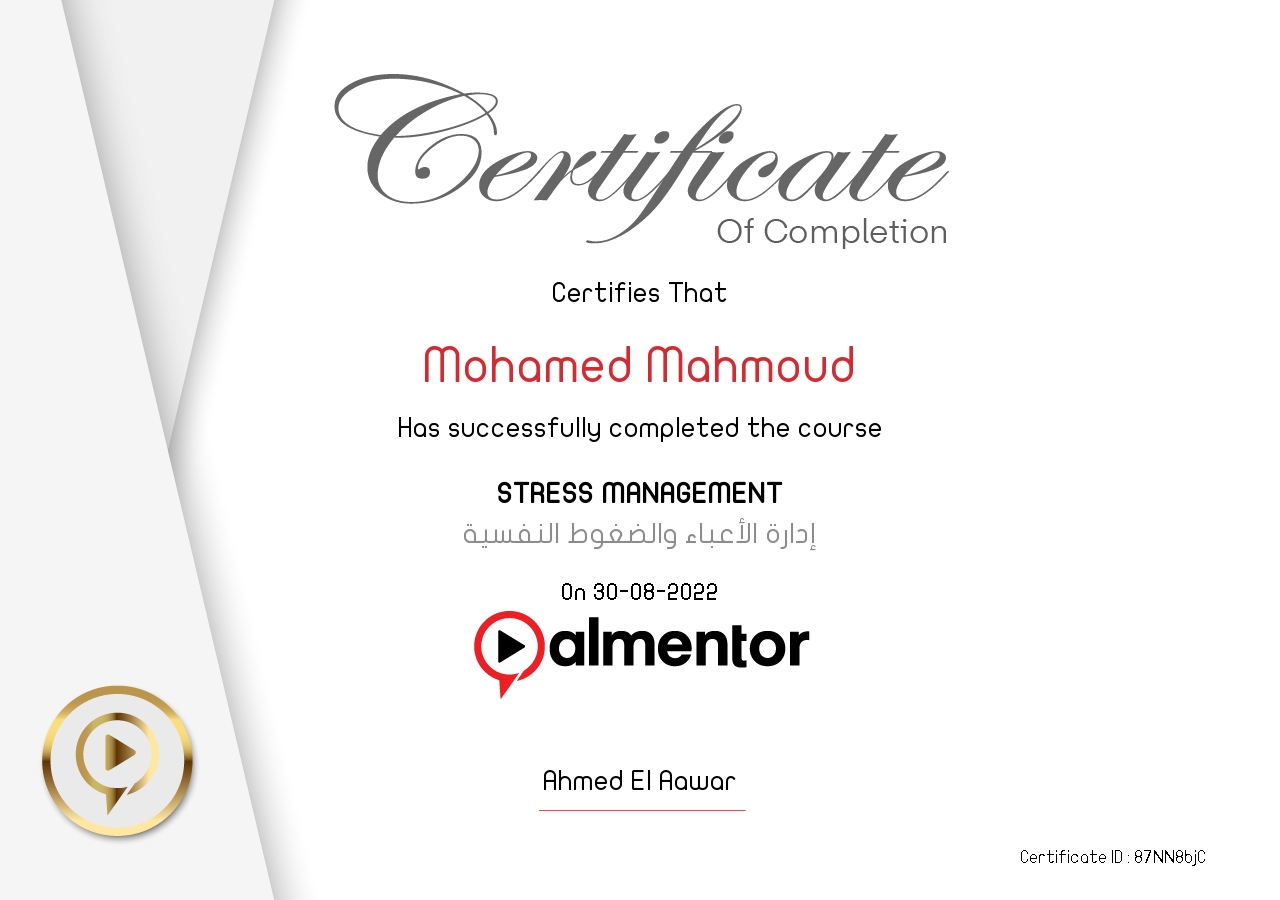 Certificate
Of Completion
Certifies That
Mohamed Mahmoud
Has successfully completed the course
STRESS MANAGEMENT
إدارة الأعباء والضغوط النفسية
On 30-08-2022
almentor
Ahmed El Aawar
Certificate ID : 87NN8bjC